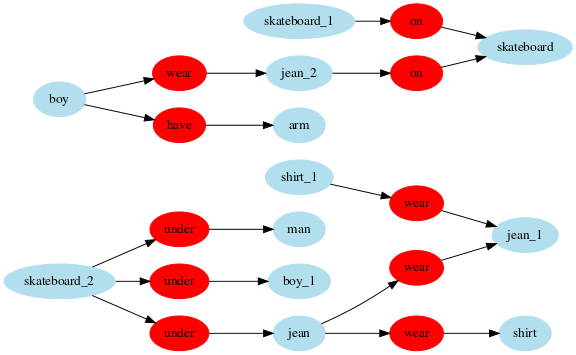 skateboard_1 on
skateboard
boy wear jean_2 on
have arm
shirt_1 wear
jean_1
under man
skateboard_2 under boy_1 wear
under jean wear shirt